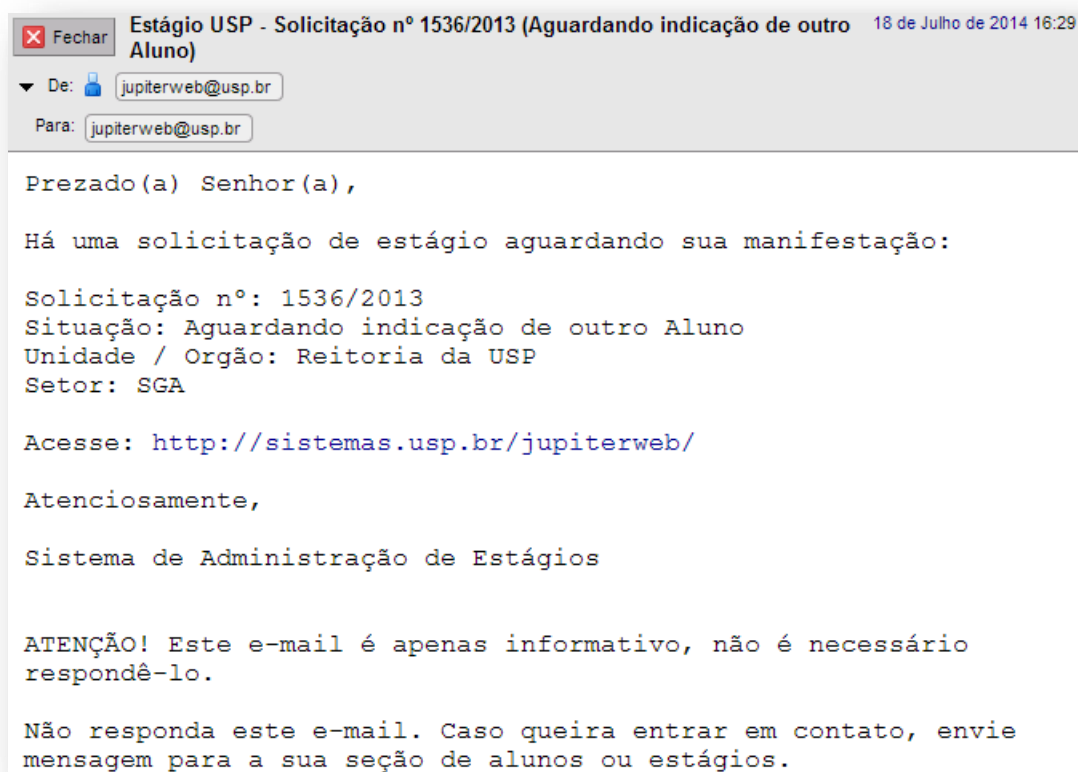 Fechar
Estágio USP - Solicitação nº 1536/2013 (Aguardando indicação de outro
Aluno)
18 de Julho de 2014 16:29
De: jupiterweb@usp.br
Para: jupiterweb@usp.br
Prezado(a) Senhor(a),
Há uma solicitação de estágio aguardando sua manifestação:
Solicitação nº: 1536/2013
Situação: Aguardando indicação de outro Aluno
Unidade / Orgão: Reitoria da USP
Setor: SGA
Acesse: http://sistemas.usp.br/jupiterweb/
Atenciosamente,
Sistema de Administração de Estágios
ATENÇÃO! Este e-mail é apenas informativo, não é necessário
respondê-lo.
Não responda este e-mail. Caso queira entrar em contato, envie
mensagem para a sua seção de alunos ou estágios.